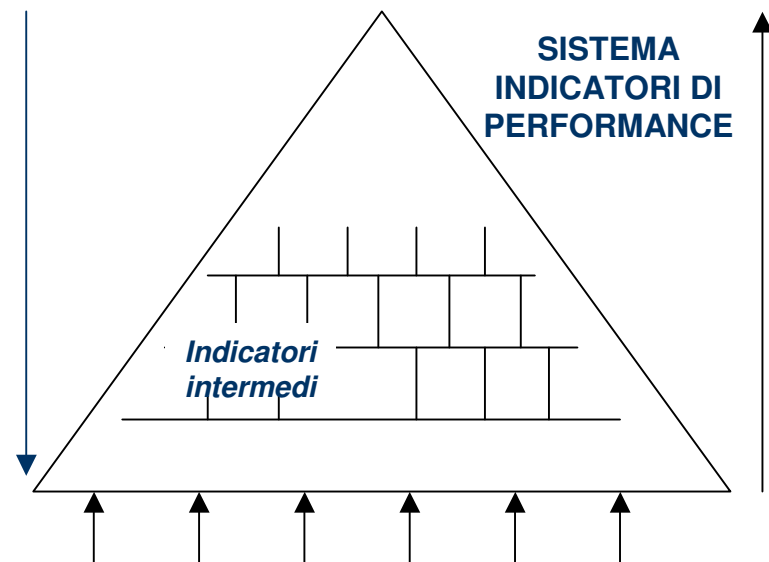 SISTEMA
INDICATORI DI
PERFORMANCE
Indicatori
intermedi